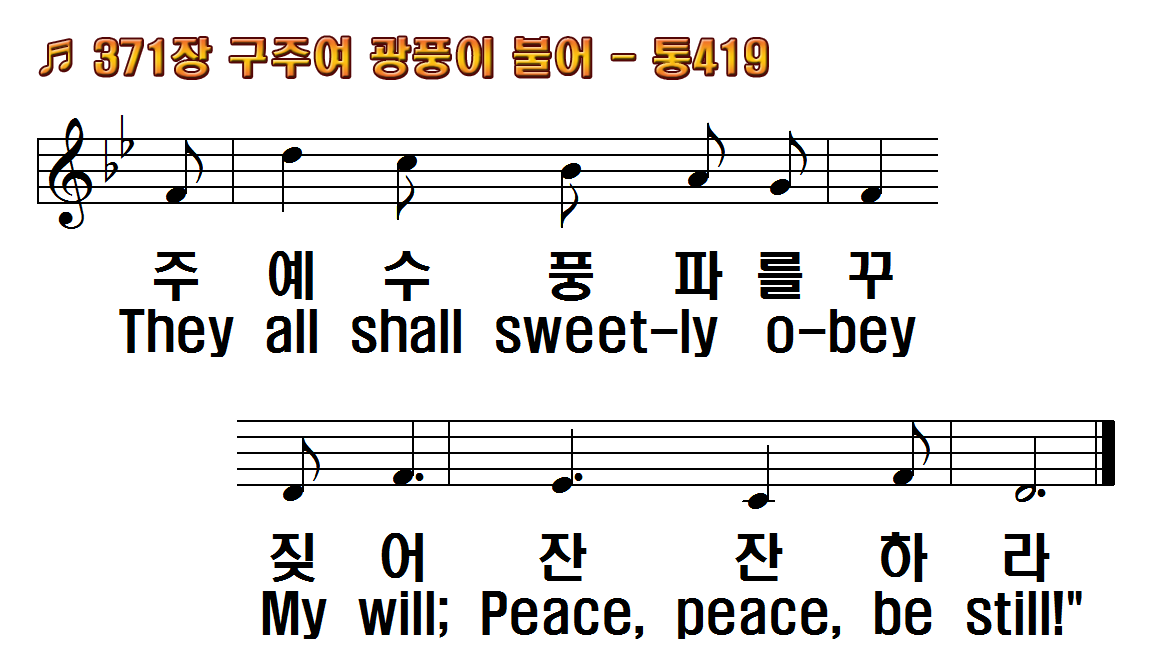 ♬ 371장 구주여 광풍이 불어 - 통419
주 예 수 풍 파 를 꾸
They all shall sweet-ly o-bey
짖 어 잔 잔 하 라
My will; Peace, peace, be still!"